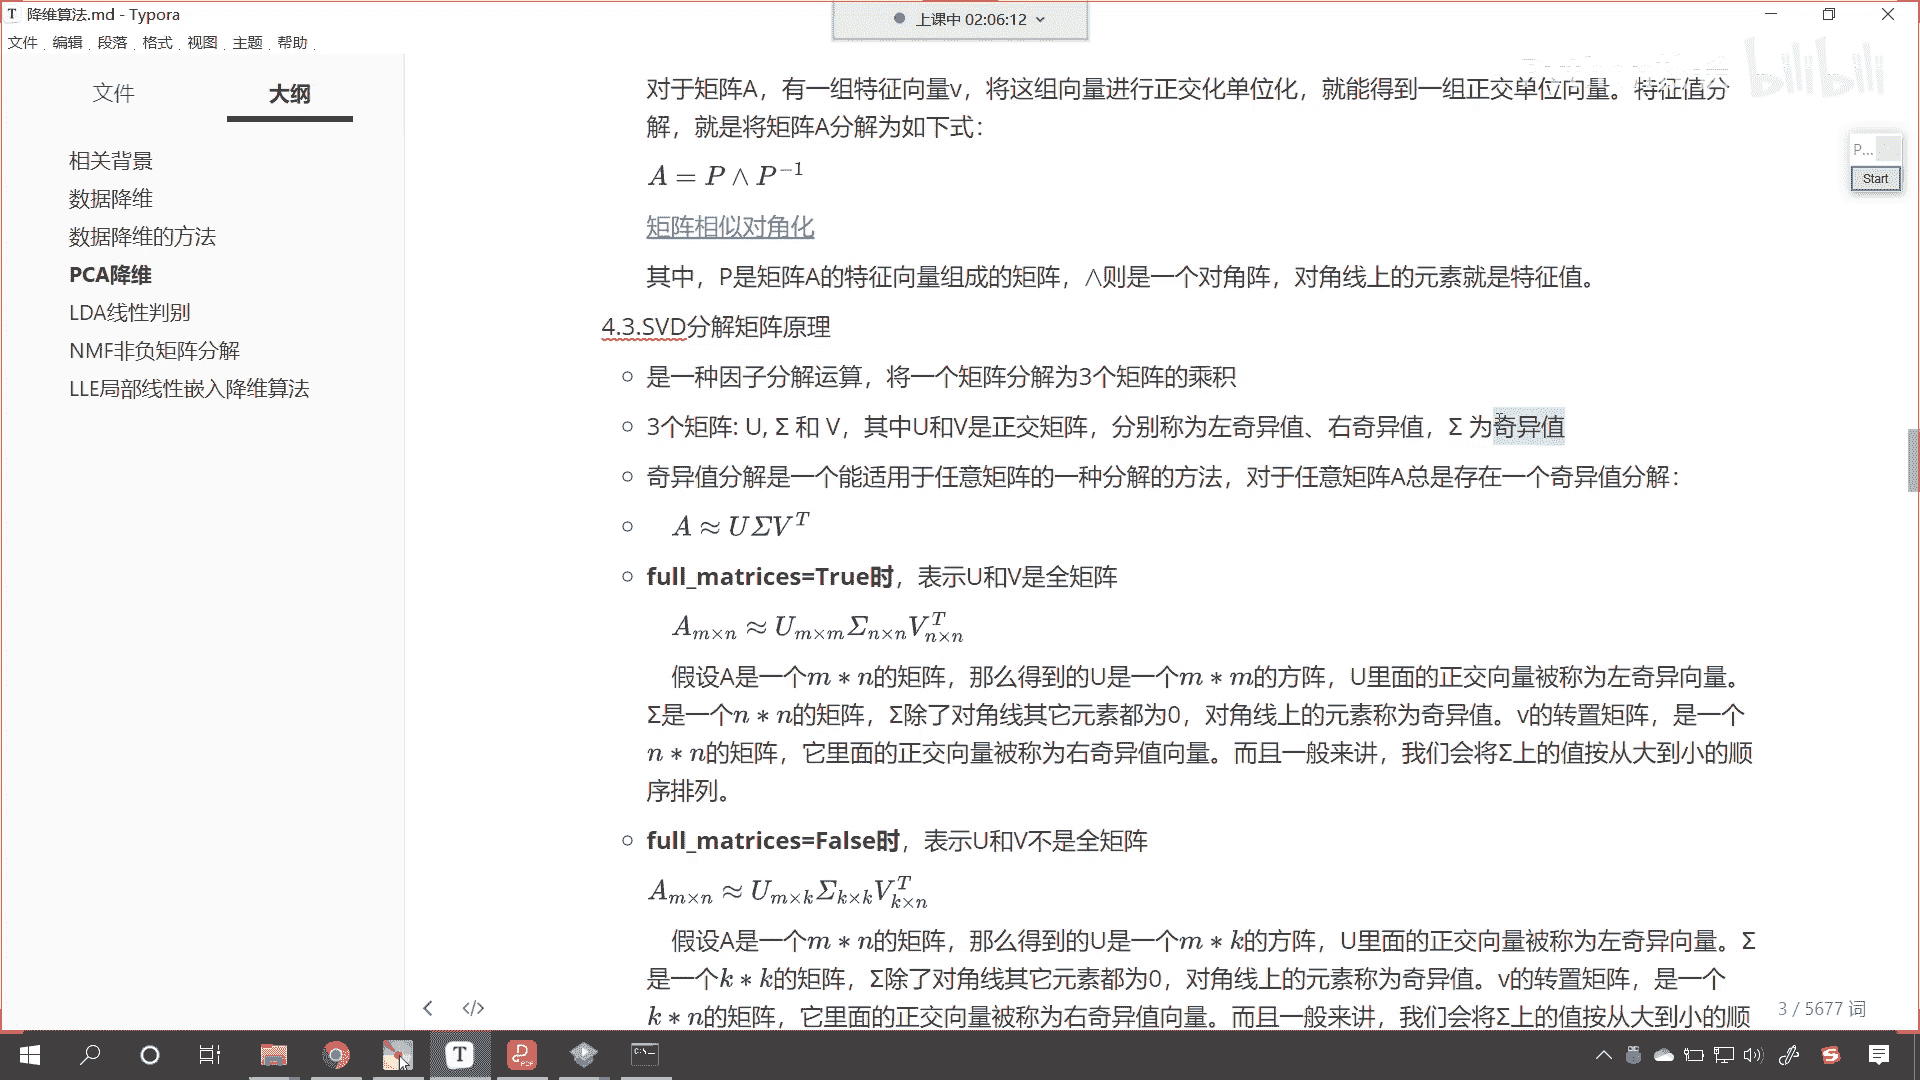 降维算法.md - Typora
上课中 02:06:12
文件 编辑 段落 格式 视图 主题 帮助
文件
大纲
相关背景
数据降维
数据降维的方法
PCA降维
LDA线性判别
NMF非负矩阵分解
LLE局部线性嵌入降维算法
bilibili
P...
Start
对于矩阵A，有一组特征向量v，将这组向量进行正交化单位化，就能得到一组正交单位向量。特征值分
解，就是将矩阵A分解为如下式：
A = P ∧ P⁻¹
矩阵相似对角化
其中，P是矩阵A的特征向量组成的矩阵，∧则是一个对角阵，对角线上的元素就是特征值。
4.3.SVD分解矩阵原理
是一种因子分解运算，将一个矩阵分解为3个矩阵的乘积
3个矩阵: U, Σ 和 V，其中U和V是正交矩阵，分别称为左奇异值、右奇异值，Σ 为奇异值
奇异值分解是一个能适用于任意矩阵的一种分解的方法，对于任意矩阵A总是存在一个奇异值分解：
A ≈ UΣV^T
full_matrices=True时，表示U和V是全矩阵
A_{m×n} ≈ U_{m×m}Σ_{n×n}V^T_{n×n}
假设A是一个m∗n的矩阵，那么得到的U是一个m∗m的方阵，U里面的正交向量被称为左奇异向量。
Σ是一个n∗n的矩阵，Σ除了对角线其它元素都为0，对角线上的元素称为奇异值。v的转置矩阵，是一个
n∗n的矩阵，它里面的正交向量被称为右奇异值向量。而且一般来讲，我们会将Σ上的值按从大到小的顺
序排列。
full_matrices=False时，表示U和V不是全矩阵
A_{m×n} ≈ U_{m×k}Σ_{k×k}V^T_{k×n}
假设A是一个m∗n的矩阵，那么得到的U是一个m∗k的方阵，U里面的正交向量被称为左奇异向量。Σ
是一个k∗k的矩阵，Σ除了对角线其它元素都为0，对角线上的元素称为奇异值。v的转置矩阵，是一个
k∗n的矩阵，它里面的正交向量被称为右奇异值向量。而且一般来讲，我们会将Σ上的值按从大到小的顺
3 / 5677 词